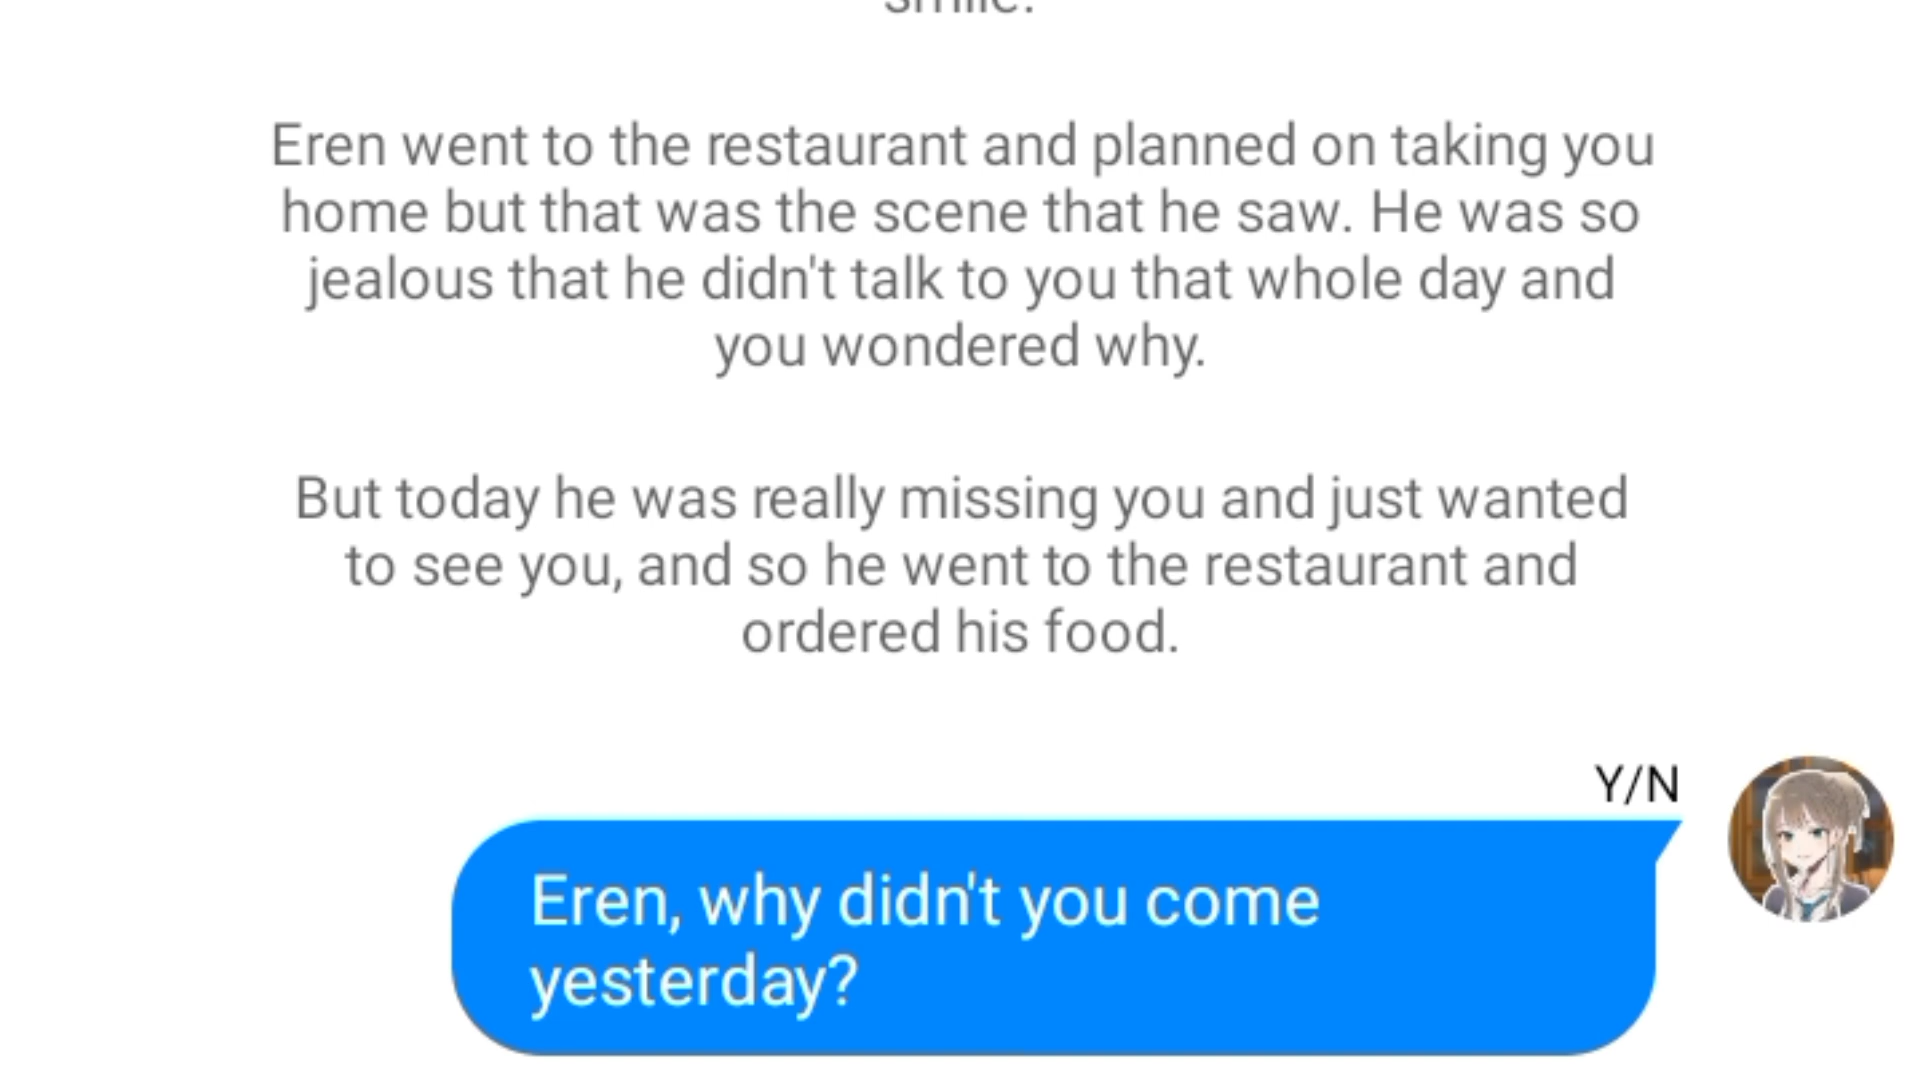 smile.
Eren went to the restaurant and planned on taking you
home but that was the scene that he saw. He was so
jealous that he didn't talk to you that whole day and
you wondered why.
But today he was really missing you and just wanted
to see you, and so he went to the restaurant and
ordered his food.
Y/N
Eren, why didn't you come
yesterday?